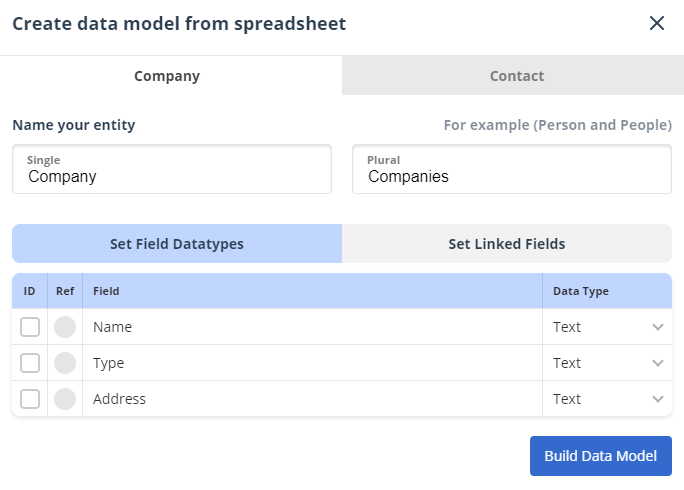 Create data model from spreadsheet
Company Contact
Name your entity For example (Person and People)
Single Plural
Company Companies
Set Field Datatypes Set Linked Fields
ID Ref Field Data Type
Name Text
Type Text
Address Text
Build Data Model